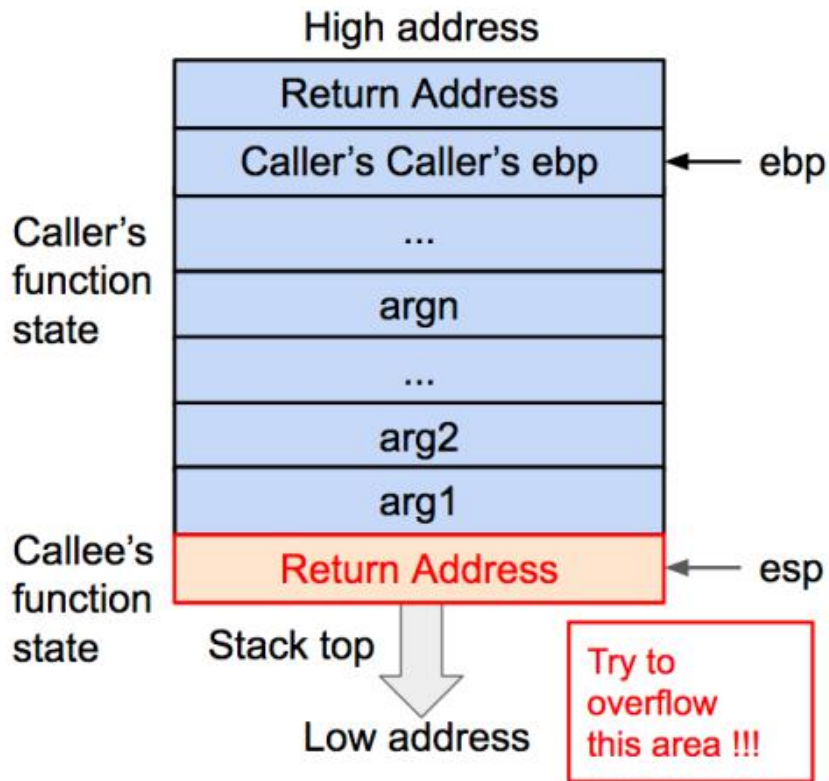 High address
Return Address
Caller's Caller's ebp
ebp
Caller's
function
state
...
argn
...
arg2
arg1
Callee's
function
state
Return Address
esp
Stack top
Low address
Try to
overflow
this area !!!